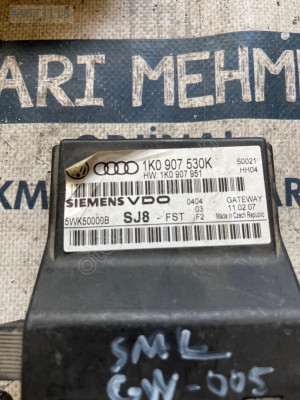 ARI MEHME
1K0 907 530K
HW: 1K0 907 951
S0021
HH04
SIEMENS VDO
0404
GATEWAY
03
11.02.07
5WK50000B
SJ8 - FST
F2
Made in Czech Republic
SML
GW-005